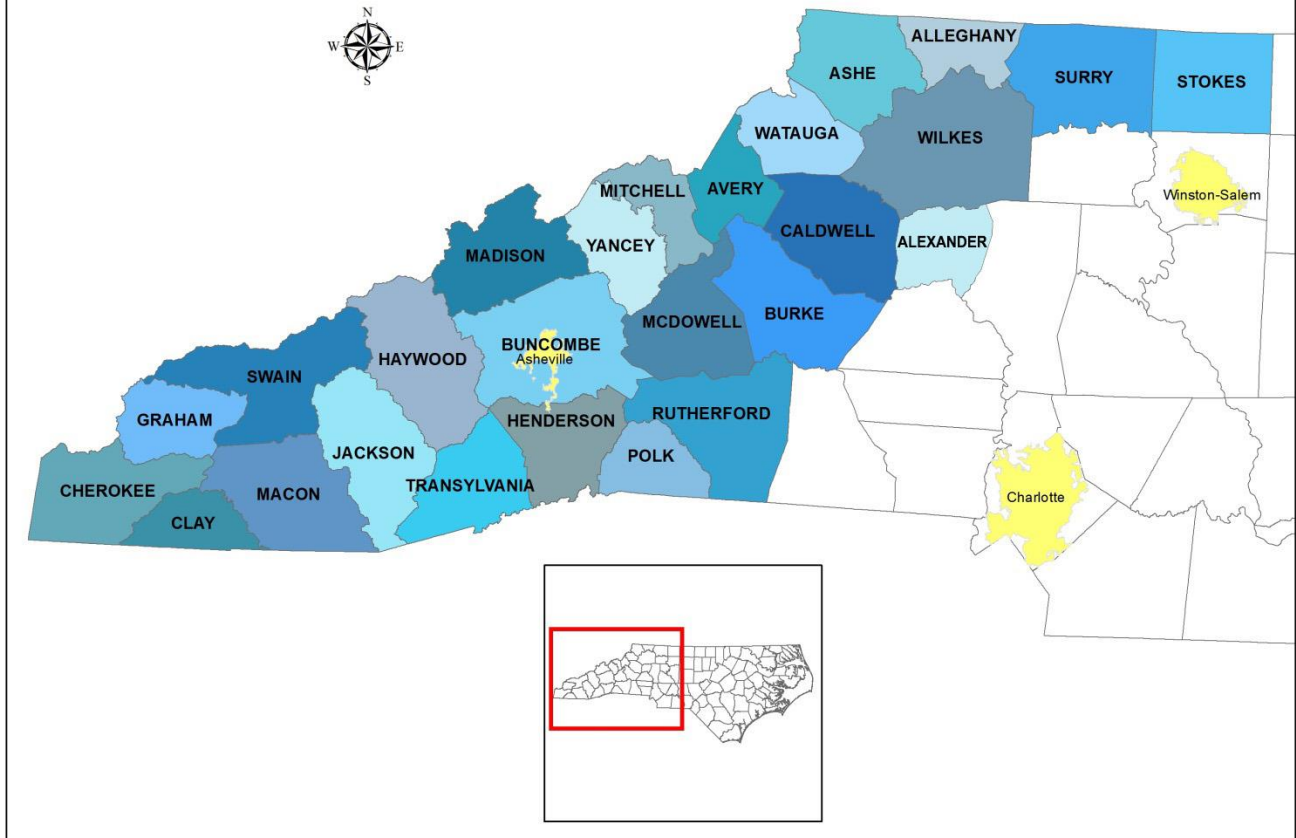 N
W E
S
ALLEGHANY
ASHE
SURRY
STOKES
WATAUGA
WILKES
Winston-Salem
MITCHELL
AVERY
CALDWELL
ALEXANDER
YANCEY
MADISON
MCDOWELL
BURKE
BUNCOMBE
Asheville
HAYWOOD
SWAIN
GRAHAM
HENDERSON
RUTHERFORD
JACKSON
POLK
TRANSYLVANIA
CHEROKEE
MACON
CLAY
Charlotte